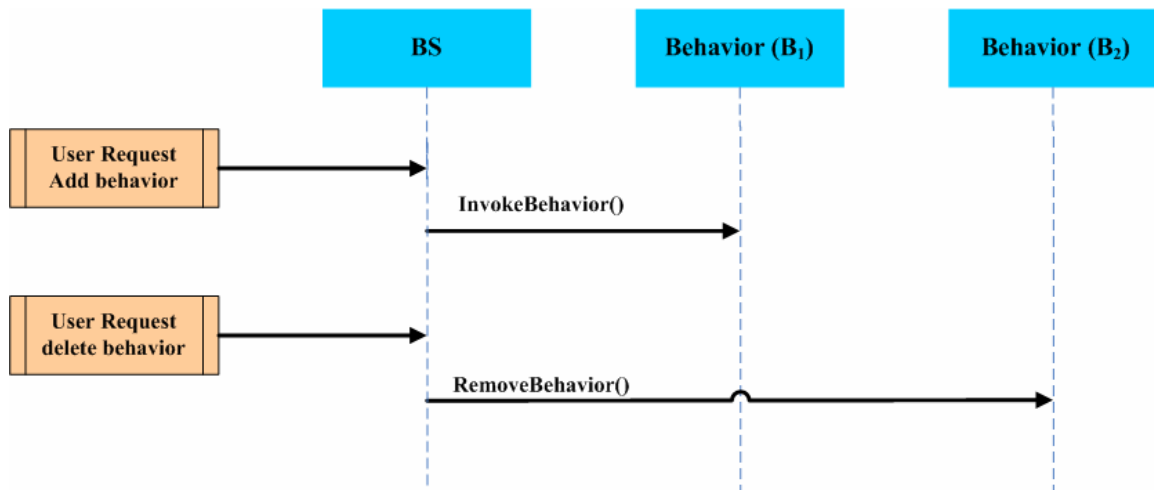 BS
Behavior (B₁)
Behavior (B₂)
User Request
Add behavior
InvokeBehavior()
User Request
delete behavior
RemoveBehavior()